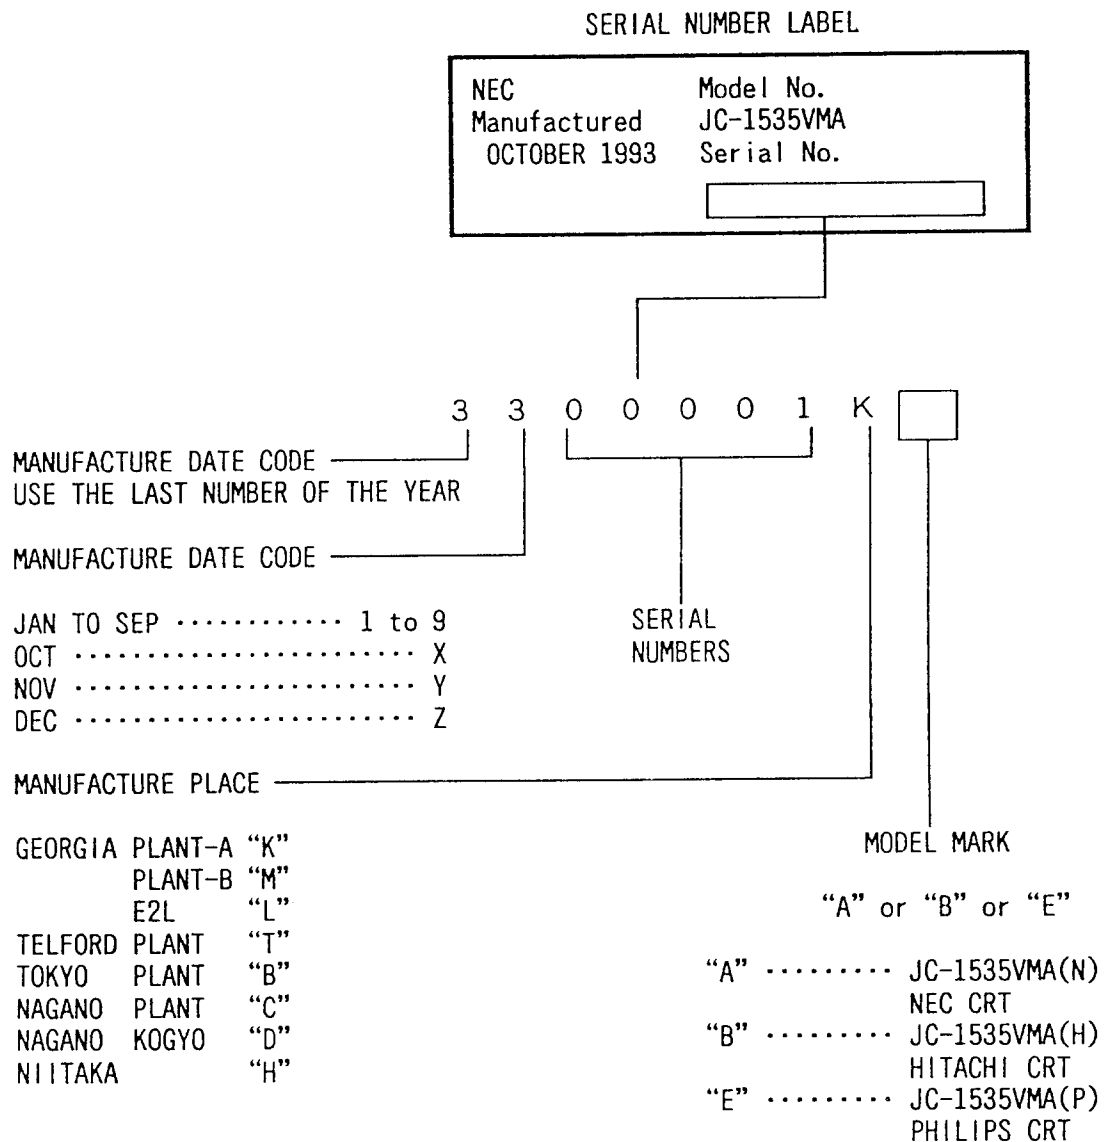 SERIAL NUMBER LABEL
NEC Model No.
Manufactured JC-1535VMA
OCTOBER 1993 Serial No.
3 3 0 0 0 0 1 K
MANUFACTURE DATE CODE
USE THE LAST NUMBER OF THE YEAR
MANUFACTURE DATE CODE
JAN TO SEP ············ 1 to 9
OCT ························ X
NOV ························ Y
DEC ························ Z
SERIAL
NUMBERS
MANUFACTURE PLACE
GEORGIA PLANT-A “K”
PLANT-B “M”
E2L “L”
TELFORD PLANT “T”
TOKYO PLANT “B”
NAGANO PLANT “C”
NAGANO KOGYO “D”
NIITAKA “H”
MODEL MARK
“A” or “B” or “E”
“A” ········· JC-1535VMA(N)
NEC CRT
“B” ········· JC-1535VMA(H)
HITACHI CRT
“E” ········· JC-1535VMA(P)
PHILIPS CRT